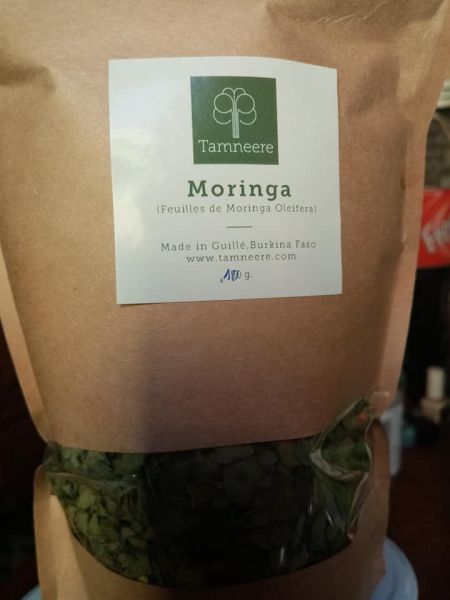 Tamneere
Moringa
(Feuilles de Moringa Oleifera)
Made in Guillé, Burkina Faso
www.tamneere.com
g.